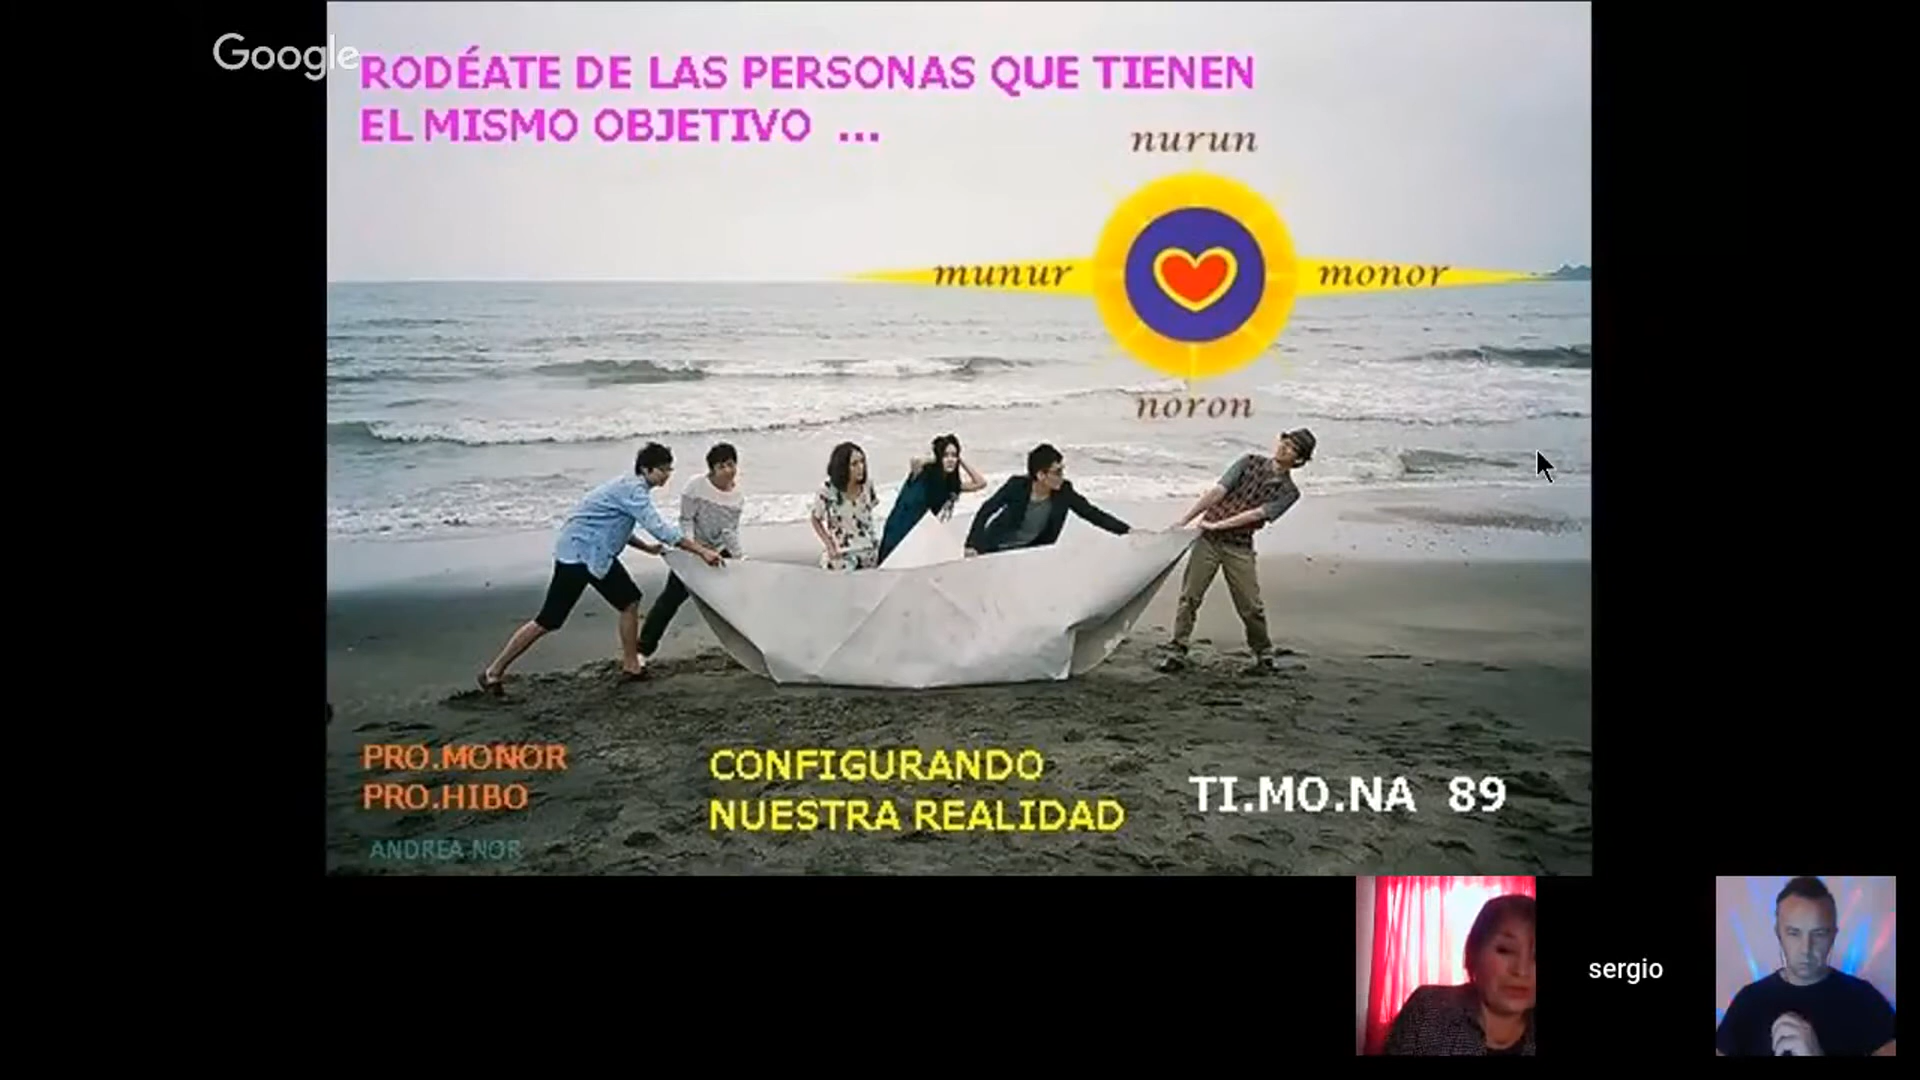 Google
RODÉATE DE LAS PERSONAS QUE TIENEN
EL MISMO OBJETIVO ...
nurun
munur
monor
noron
PRO.MONOR
PRO.HIBO
ANDREA NOR
CONFIGURANDO
NUESTRA REALIDAD
TI.MO.NA 89
sergio